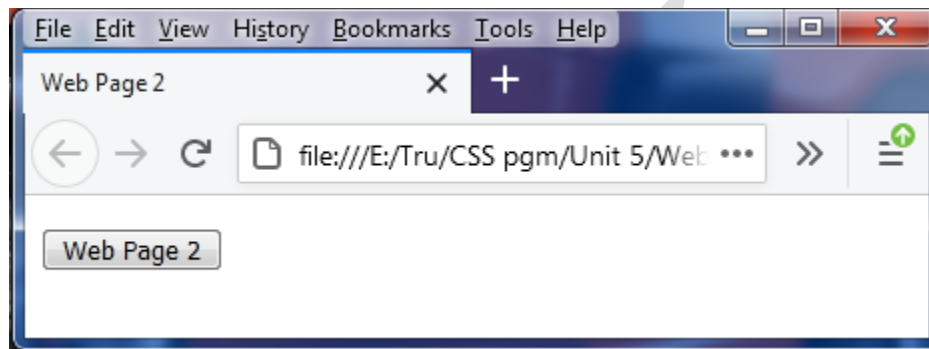 File Edit View History Bookmarks Tools Help
Web Page 2
file:///E:/Tru/CSS pgm/Unit 5/Web
Web Page 2